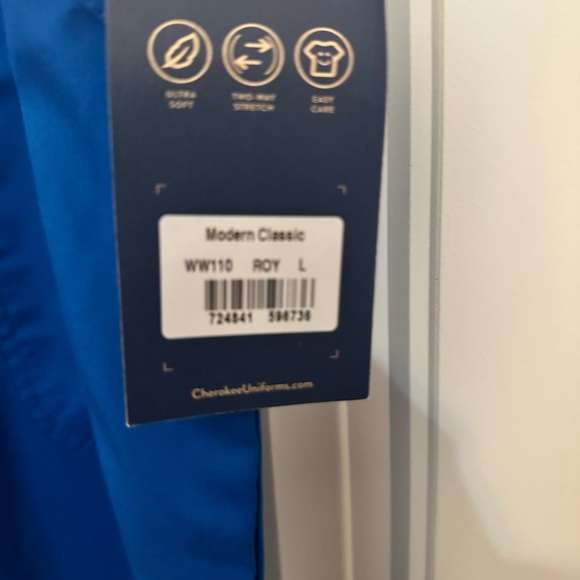 ULTRA SOFT
TWO-WAY STRETCH
EASY CARE
Modern Classic
WW110 ROY L
724841 596736
CherokeeUniforms.com